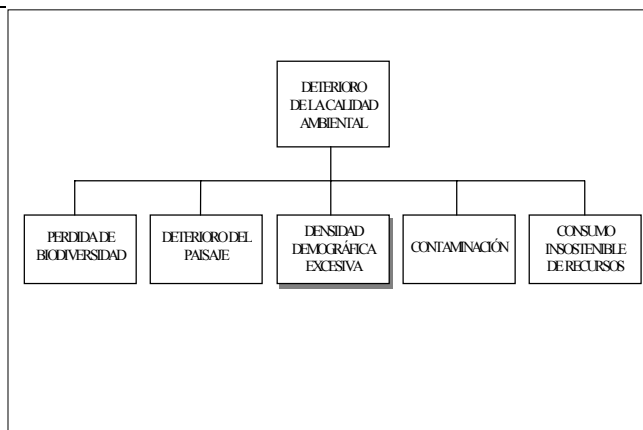 DETERIORO
DE LA CALIDAD
AMBIENTAL
PERDIDA DE
BIODIVERSIDAD
DETERIORO DEL
PAISAJE
DENSIDAD
DEMOGRÁFICA
EXCESIVA
CONTAMINACIÓN
CONSUMO
INSOSTENIBLE
DE RECURSOS